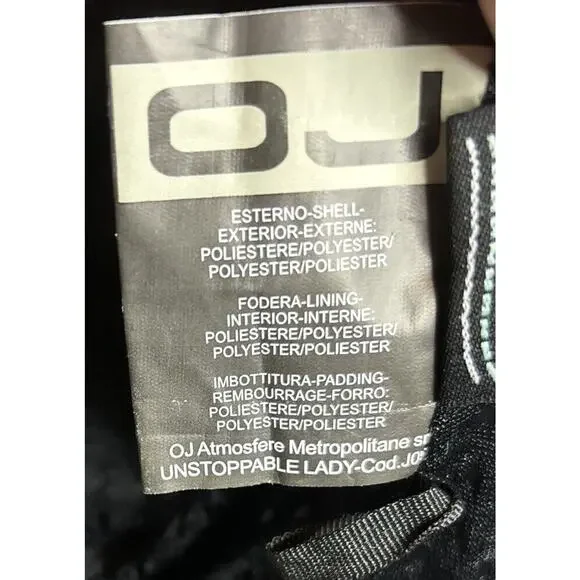 OJ
ESTERNO-SHELL-
EXTERIOR-EXTERNE:
POLIESTERE/POLYESTER/
POLYESTER/POLIESTER
FODERA-LINING-
INTERIOR-INTERNE:
POLIESTERE/POLYESTER/
POLYESTER/POLIESTER
IMBOTTITURA-PADDING-
REMBOURRAGE-FORRO:
POLIESTERE/POLYESTER/
POLYESTER/POLIESTER
OJ Atmosfere Metropolitane
UNSTOPPABLE LADY-Cod.